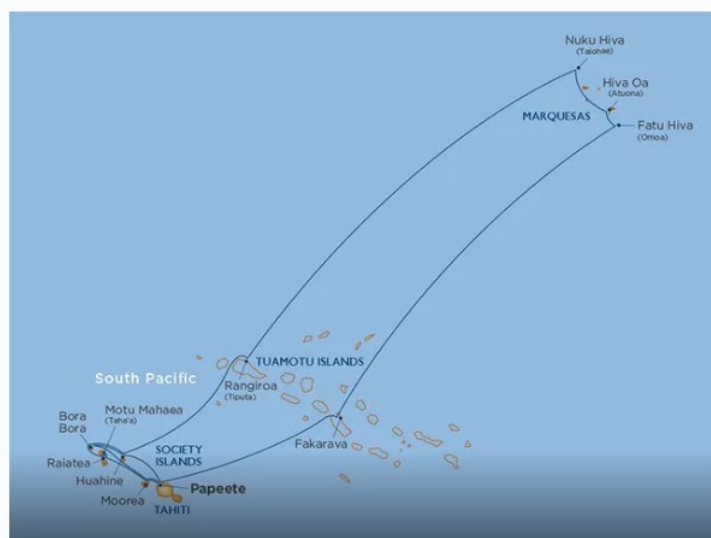 Nuku Hiva
(Taiohae)
Hiva Oa
(Atuona)
MARQUESAS
Fatu Hiva
(Omoa)
TUAMOTU ISLANDS
South Pacific
Rangiroa
(Tiputa)
Motu Mahaea
(Taha'a)
Bora
Bora
Fakarava
SOCIETY
ISLANDS
Raiatea
Huahine
Papeete
Moorea
TAHITI